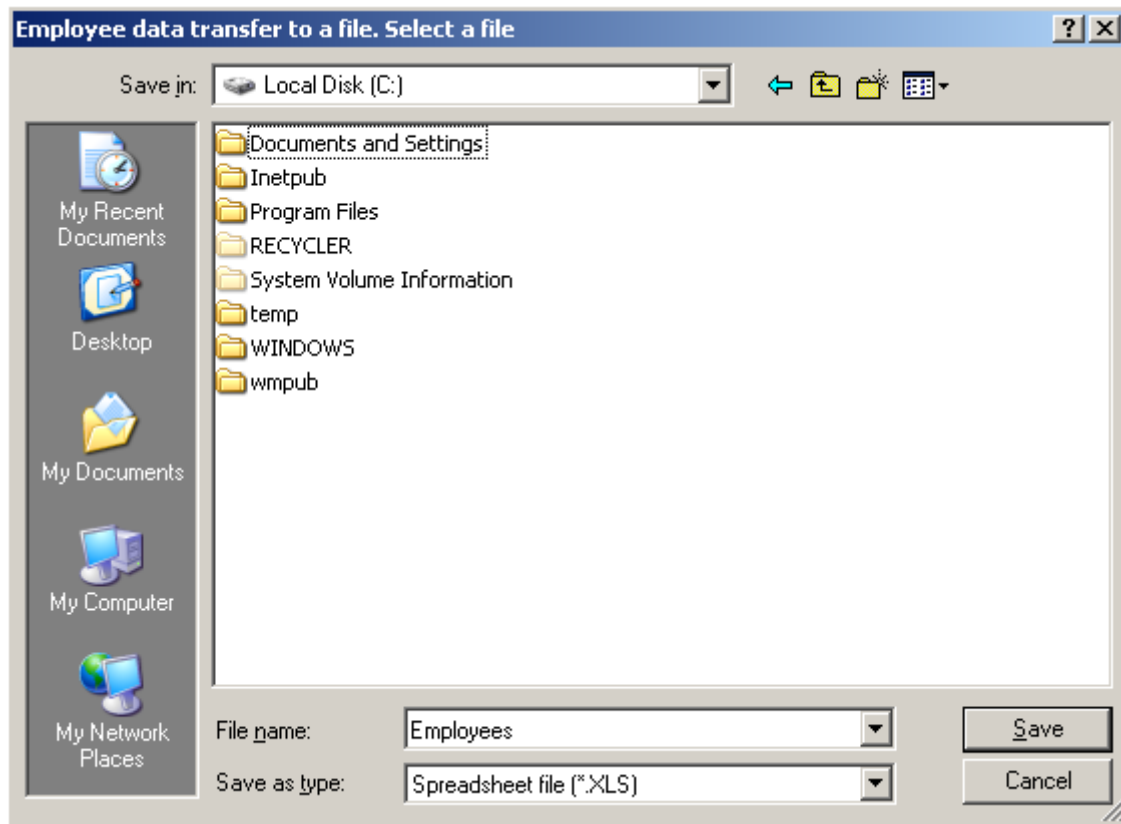 Employee data transfer to a file. Select a file
Save in:
Local Disk (C:)
My Recent
Documents
Desktop
My Documents
My Computer
My Network
Places
Documents and Settings
Inetpub
Program Files
RECYCLER
System Volume Information
temp
WINDOWS
wmpub
File name:
Employees
Save
Save as type:
Spreadsheet file (*.XLS)
Cancel